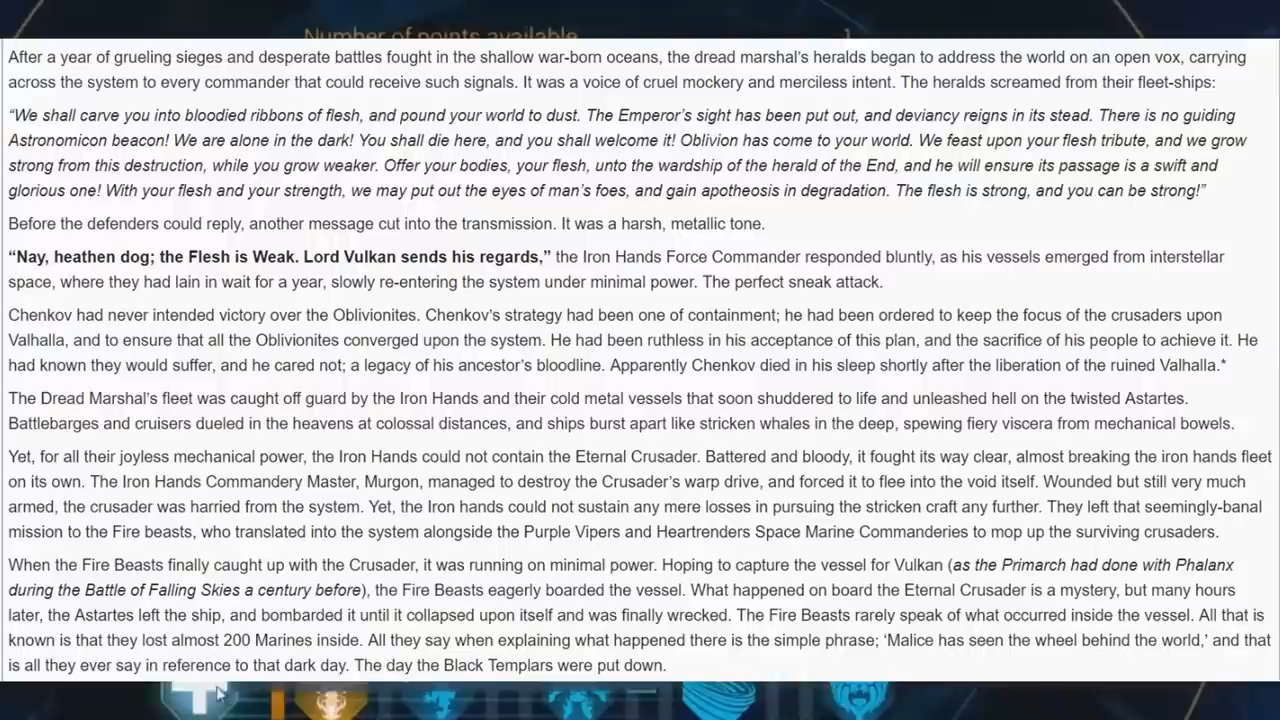 Number of points available
1
After a year of grueling sieges and desperate battles fought in the shallow war-born oceans, the dread marshal's heralds began to address the world on an open vox, carrying
across the system to every commander that could receive such signals. It was a voice of cruel mockery and merciless intent. The heralds screamed from their fleet-ships:
“We shall carve you into bloodied ribbons of flesh, and pound your world to dust. The Emperor’s sight has been put out, and deviancy reigns in its stead. There is no guiding
Astronomicon beacon! We are alone in the dark! You shall die here, and you shall welcome it! Oblivion has come to your world. We feast upon your flesh tribute, and we grow
strong from this destruction, while you grow weaker. Offer your bodies, your flesh, unto the wardship of the herald of the End, and he will ensure its passage is a swift and
glorious one! With your flesh and your strength, we may put out the eyes of man’s foes, and gain apotheosis in degradation. The flesh is strong, and you can be strong!”
Before the defenders could reply, another message cut into the transmission. It was a harsh, metallic tone.
“Nay, heathen dog; the Flesh is Weak. Lord Vulkan sends his regards,” the Iron Hands Force Commander responded bluntly, as his vessels emerged from interstellar
space, where they had lain in wait for a year, slowly re-entering the system under minimal power. The perfect sneak attack.
Chenkov had never intended victory over the Oblivionites. Chenkov’s strategy had been one of containment; he had been ordered to keep the focus of the crusaders upon
Valhalla, and to ensure that all the Oblivionites converged upon the system. He had been ruthless in his acceptance of this plan, and the sacrifice of his people to achieve it. He
had known they would suffer, and he cared not; a legacy of his ancestor’s bloodline. Apparently Chenkov died in his sleep shortly after the liberation of the ruined Valhalla.*
The Dread Marshal’s fleet was caught off guard by the Iron Hands and their cold metal vessels that soon shuddered to life and unleashed hell on the twisted Astartes.
Battlebarges and cruisers dueled in the heavens at colossal distances, and ships burst apart like stricken whales in the deep, spewing fiery viscera from mechanical bowels.
Yet, for all their joyless mechanical power, the Iron Hands could not contain the Eternal Crusader. Battered and bloody, it fought its way clear, almost breaking the iron hands fleet
on its own. The Iron Hands Commandery Master, Murgon, managed to destroy the Crusader’s warp drive, and forced it to flee into the void itself. Wounded but still very much
armed, the crusader was harried from the system. Yet, the Iron hands could not sustain any mere losses in pursuing the stricken craft any further. They left that seemingly-banal
mission to the Fire beasts, who translated into the system alongside the Purple Vipers and Heartrenders Space Marine Commanderies to mop up the surviving crusaders.
When the Fire Beasts finally caught up with the Crusader, it was running on minimal power. Hoping to capture the vessel for Vulkan (as the Primarch had done with Phalanx
during the Battle of Falling Skies a century before), the Fire Beasts eagerly boarded the vessel. What happened on board the Eternal Crusader is a mystery, but many hours
later, the Astartes left the ship, and bombarded it until it collapsed upon itself and was finally wrecked. The Fire Beasts rarely speak of what occurred inside the vessel. All that is
known is that they lost almost 200 Marines inside. All they say when explaining what happened there is the simple phrase; ‘Malice has seen the wheel behind the world,’ and that
is all they ever say in reference to that dark day. The day the Black Templars were put down.